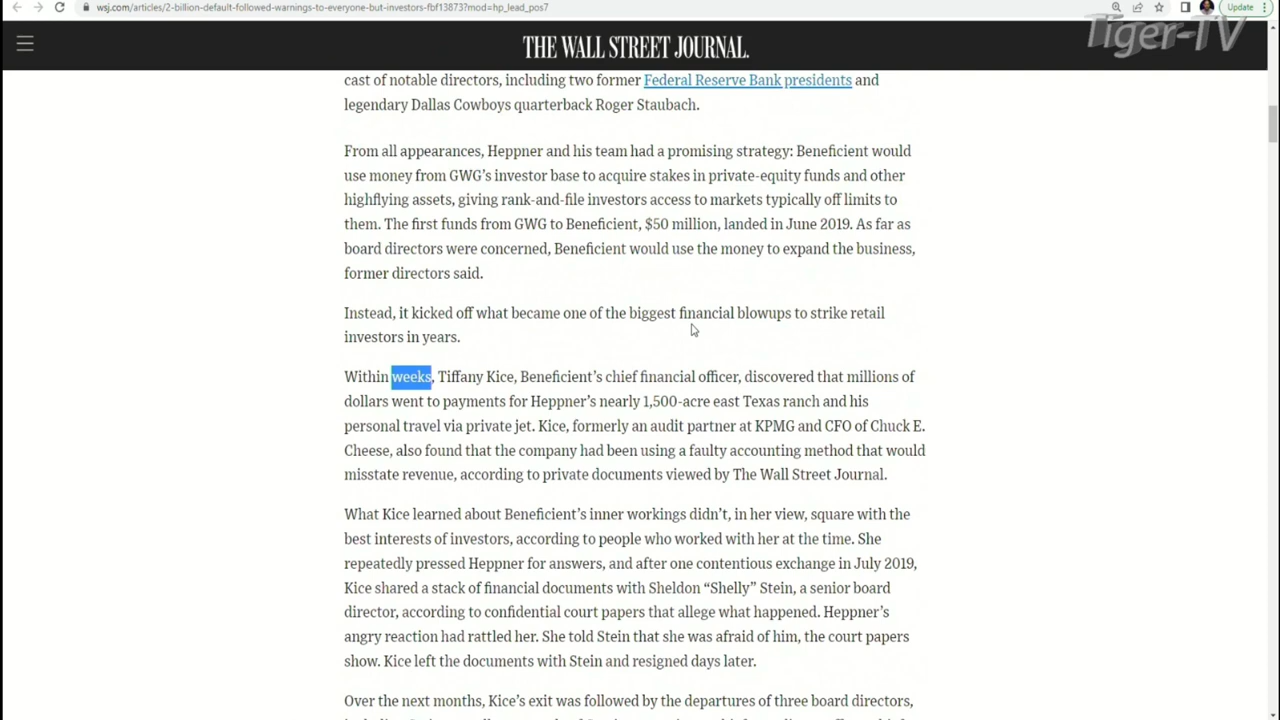 wsj.com/articles/2-billion-default-followed-warnings-to-everyone-but-investors-fbf13873?mod=hp_lead_pos7
Update
Tiger-TV
THE WALL STREET JOURNAL.
cast of notable directors, including two former Federal Reserve Bank presidents and
legendary Dallas Cowboys quarterback Roger Staubach.
From all appearances, Heppner and his team had a promising strategy: Beneficient would
use money from GWG’s investor base to acquire stakes in private-equity funds and other
highflying assets, giving rank-and-file investors access to markets typically off limits to
them. The first funds from GWG to Beneficient, $50 million, landed in June 2019. As far as
board directors were concerned, Beneficient would use the money to expand the business,
former directors said.
Instead, it kicked off what became one of the biggest financial blowups to strike retail
investors in years.
Within weeks, Tiffany Kice, Beneficient’s chief financial officer, discovered that millions of
dollars went to payments for Heppner’s nearly 1,500-acre east Texas ranch and his
personal travel via private jet. Kice, formerly an audit partner at KPMG and CFO of Chuck E.
Cheese, also found that the company had been using a faulty accounting method that would
misstate revenue, according to private documents viewed by The Wall Street Journal.
What Kice learned about Beneficient’s inner workings didn’t, in her view, square with the
best interests of investors, according to people who worked with her at the time. She
repeatedly pressed Heppner for answers, and after one contentious exchange in July 2019,
Kice shared a stack of financial documents with Sheldon “Shelly” Stein, a senior board
director, according to confidential court papers that allege what happened. Heppner’s
angry reaction had rattled her. She told Stein that she was afraid of him, the court papers
show. Kice left the documents with Stein and resigned days later.
Over the next months, Kice’s exit was followed by the departures of three board directors,